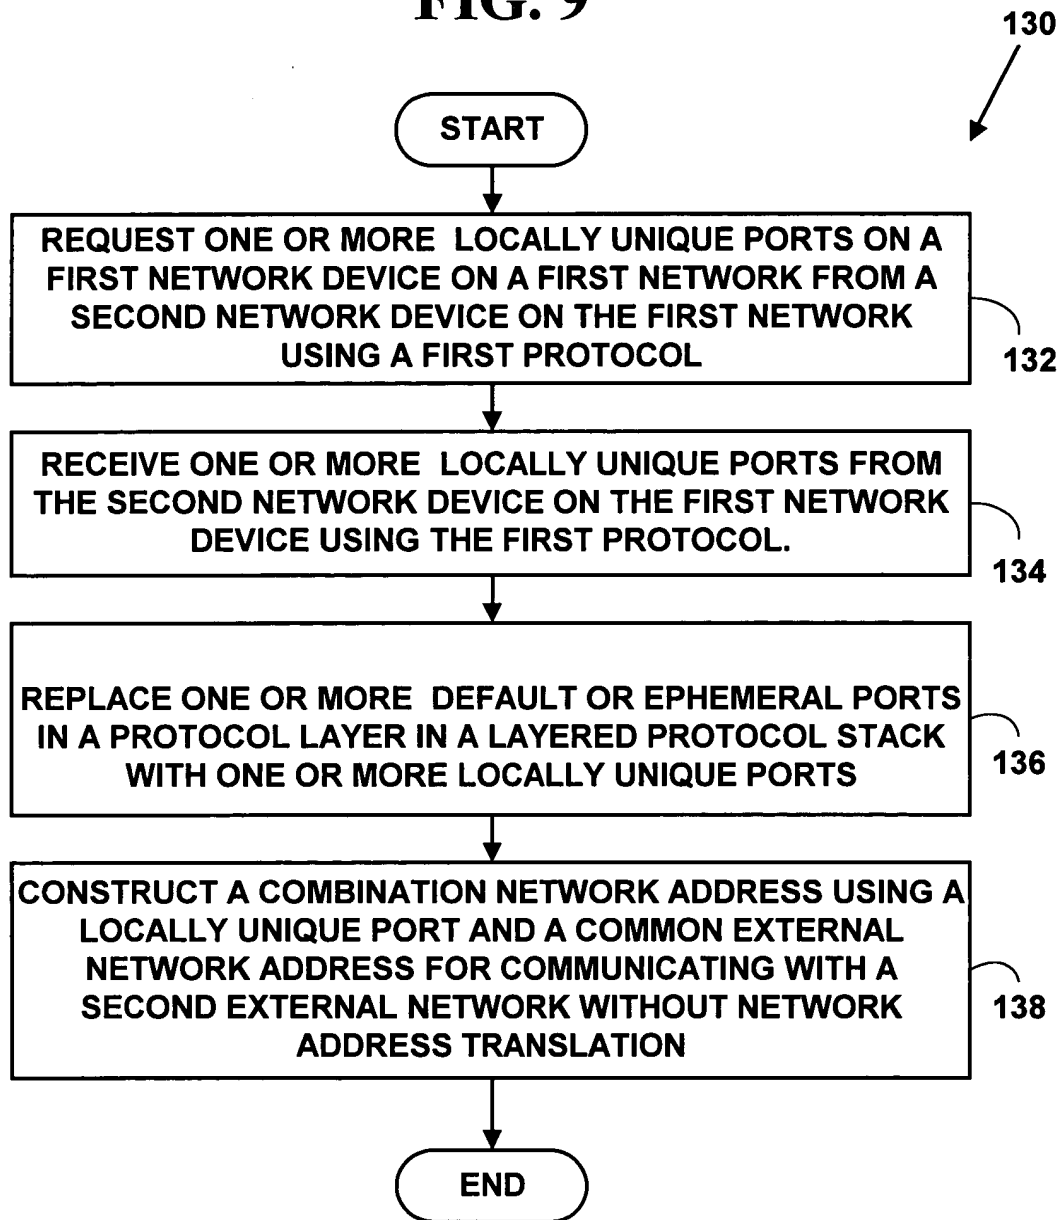 FIG. 9
130
START
REQUEST ONE OR MORE LOCALLY UNIQUE PORTS ON A
FIRST NETWORK DEVICE ON A FIRST NETWORK FROM A
SECOND NETWORK DEVICE ON THE FIRST NETWORK
USING A FIRST PROTOCOL
132
RECEIVE ONE OR MORE LOCALLY UNIQUE PORTS FROM
THE SECOND NETWORK DEVICE ON THE FIRST NETWORK
DEVICE USING THE FIRST PROTOCOL.
134
REPLACE ONE OR MORE DEFAULT OR EPHEMERAL PORTS
IN A PROTOCOL LAYER IN A LAYERED PROTOCOL STACK
WITH ONE OR MORE LOCALLY UNIQUE PORTS
136
CONSTRUCT A COMBINATION NETWORK ADDRESS USING A
LOCALLY UNIQUE PORT AND A COMMON EXTERNAL
NETWORK ADDRESS FOR COMMUNICATING WITH A
SECOND EXTERNAL NETWORK WITHOUT NETWORK
ADDRESS TRANSLATION
138
END